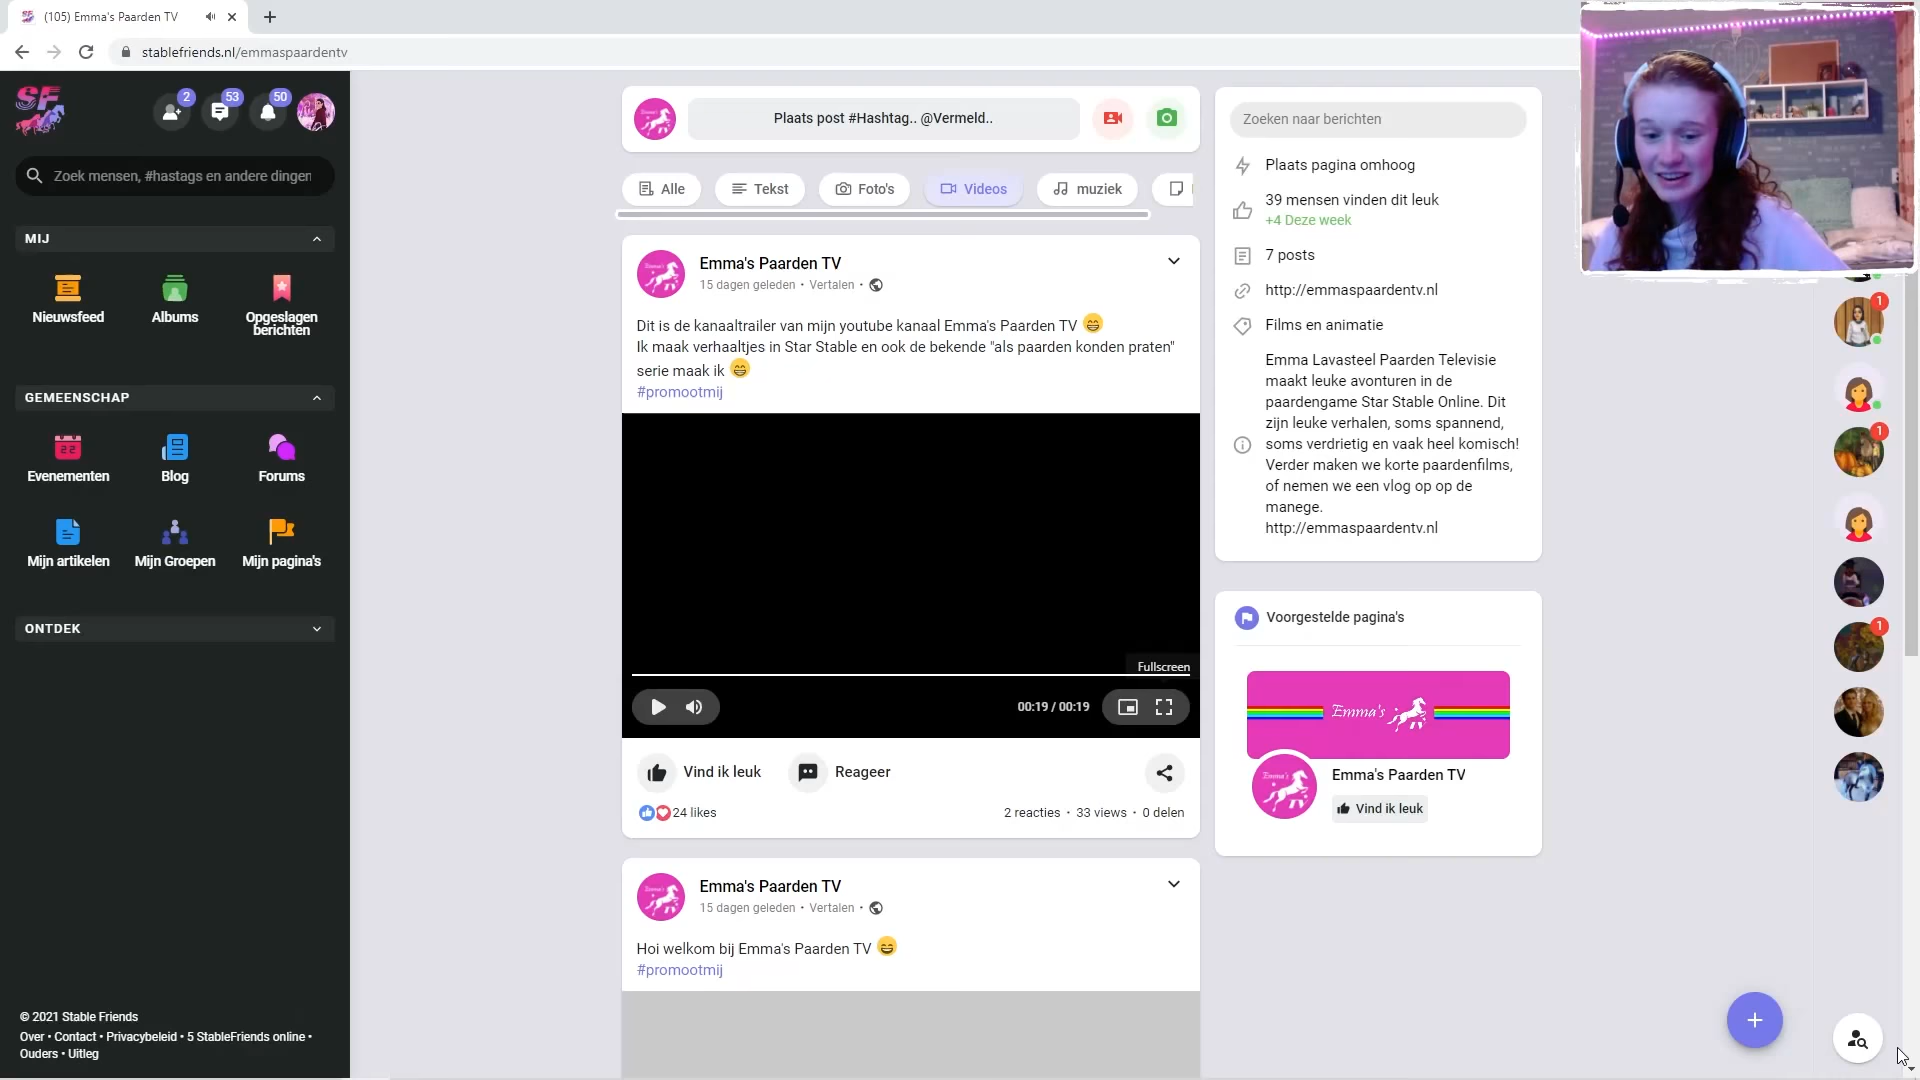 (105) Emma's Paarden TV
stablefriends.nl/emmaspaardentv
SF
2
53
50
Zoek mensen, #hastags en andere dingen
MIJ
Nieuwsfeed
Albums
Opgeslagen
berichten
GEMEENSCHAP
Evenementen
Blog
Forums
Mijn artikelen
Mijn Groepen
Mijn pagina's
ONTDEK
© 2021 Stable Friends
Over • Contact • Privacybeleid • 5 StableFriends online •
Ouders • Uitleg
Plaats post #Hashtag.. @Vermeld..
Alle
Tekst
Foto's
Videos
muziek
Emma's Paarden TV
15 dagen geleden • Vertalen •
Dit is de kanaaltrailer van mijn youtube kanaal Emma's Paarden TV 😁
Ik maak verhaaltjes in Star Stable en ook de bekende "als paarden konden praten"
serie maak ik 😁
#promootmij
Fullscreen
00:19 / 00:19
Vind ik leuk
Reageer
24 likes
2 reacties • 33 views • 0 delen
Emma's Paarden TV
15 dagen geleden • Vertalen •
Hoi welkom bij Emma's Paarden TV 😄
#promootmij
Zoeken naar berichten
Plaats pagina omhoog
39 mensen vinden dit leuk
+4 Deze week
7 posts
http://emmaspaardentv.nl
Films en animatie
Emma Lavasteel Paarden Televisie
maakt leuke avonturen in de
paardengame Star Stable Online. Dit
zijn leuke verhalen, soms spannend,
soms verdrietig en vaak heel komisch!
Verder maken we korte paardenfilms,
of nemen we een vlog op op de
manege.
http://emmaspaardentv.nl
Voorgestelde pagina's
Emma's
Emma's
Emma's Paarden TV
Vind ik leuk
1
1
1